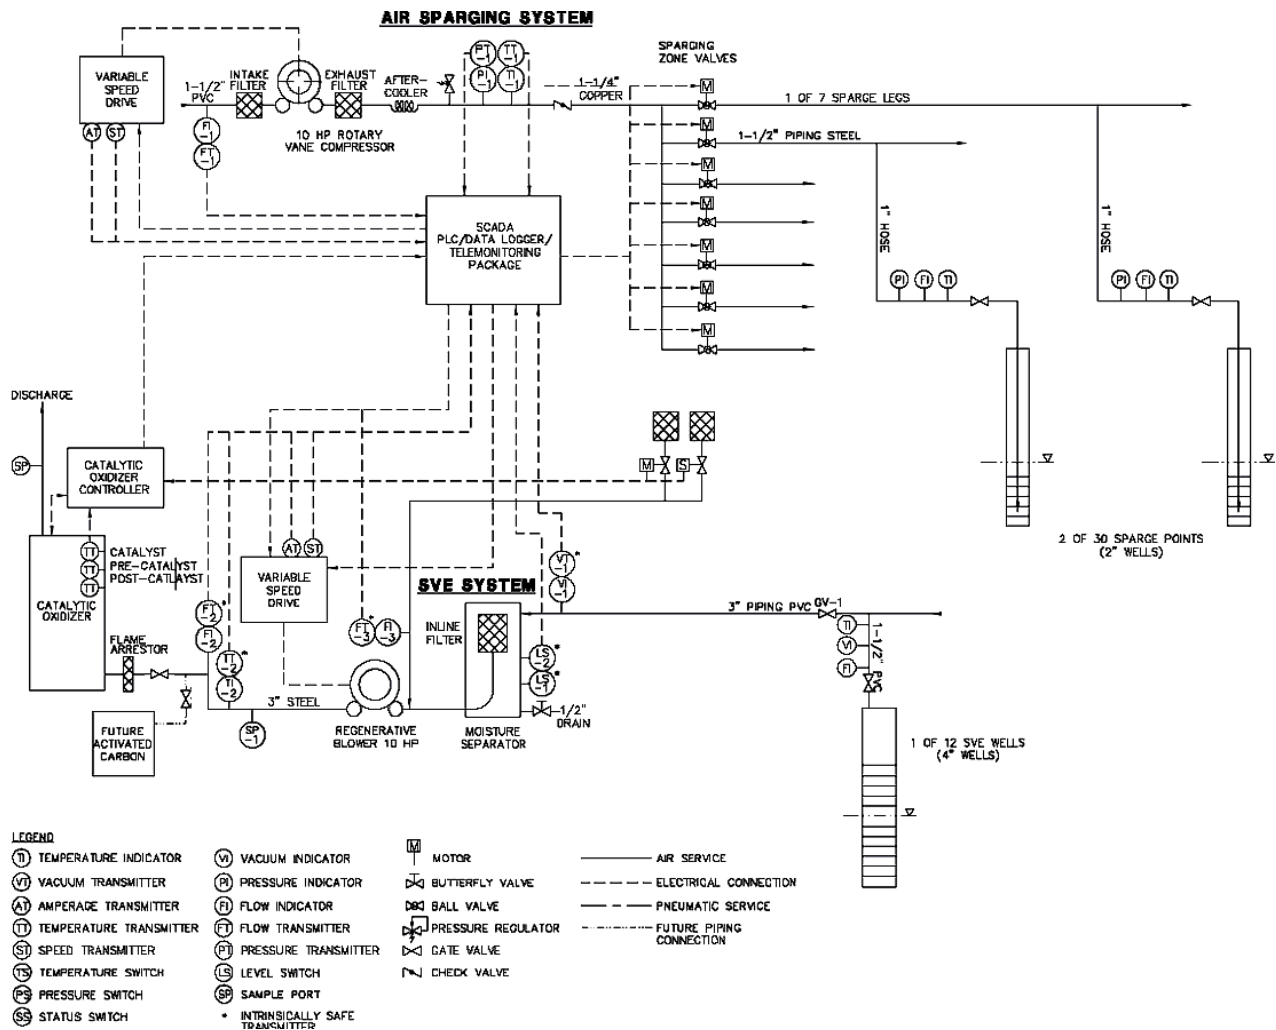 AIR SPARGING SYSTEM
VARIABLE
SPEED
DRIVE
AT
ST
1-1/2"
PVC
INTAKE
FILTER
EXHAUST
FILTER
AFTER-
COOLER
10 HP ROTARY
VANE COMPRESSOR
FI
-1
FT
-1
PT
-1
TT
-1
PI
-1
TI
-1
1-1/4"
COPPER
SPARGING
ZONE VALVES
M
M
M
M
M
M
M
1 OF 7 SPARGE LEGS
1-1/2" PIPING STEEL
1" HOSE
1" HOSE
PI
FI
TI
PI
FI
TI
2 OF 30 SPARGE POINTS
(2" WELLS)
SCADA
PLC/DATA LOGGER/
TELEMONITORING
PACKAGE
DISCHARGE
SP
CATALYTIC
OXIDIZER
CONTROLLER
M
S
TT
CATALYST
TT
PRE-CATALYST
TT
POST-CATLAYST
CATALYTIC
OXIDIZER
FLAME
ARRESTOR
FT
-2
*
FI
-2
TT
-2
*
TI
-2
AT
ST
VARIABLE
SPEED
DRIVE
SVE SYSTEM
FT
-3
*
FI
-3
VT
-1
*
VI
-1
INLINE
FILTER
LS
-2
*
LS
-1
*
1/2"
DRAIN
3" STEEL
SP
-1
REGENERATIVE
BLOWER 10 HP
MOISTURE
SEPARATOR
FUTURE
ACTIVATED
CARBON
3" PIPING PVC
GV-1
TI
VI
FI
1-1/2" PVC
1 OF 12 SVE WELLS
(4" WELLS)
LEGEND
TI TEMPERATURE INDICATOR
VT VACUUM TRANSMITTER
AT AMPERAGE TRANSMITTER
TT TEMPERATURE TRANSMITTER
ST SPEED TRANSMITTER
TS TEMPERATURE SWITCH
PS PRESSURE SWITCH
SS STATUS SWITCH
VI VACUUM INDICATOR
PI PRESSURE INDICATOR
FI FLOW INDICATOR
FT FLOW TRANSMITTER
PT PRESSURE TRANSMITTER
LS LEVEL SWITCH
SP SAMPLE PORT
* INTRINSICALLY SAFE
TRANSMITTER
M MOTOR
BUTTERFLY VALVE
BALL VALVE
PRESSURE REGULATOR
GATE VALVE
CHECK VALVE
AIR SERVICE
ELECTRICAL CONNECTION
PNEUMATIC SERVICE
FUTURE PIPING
CONNECTION